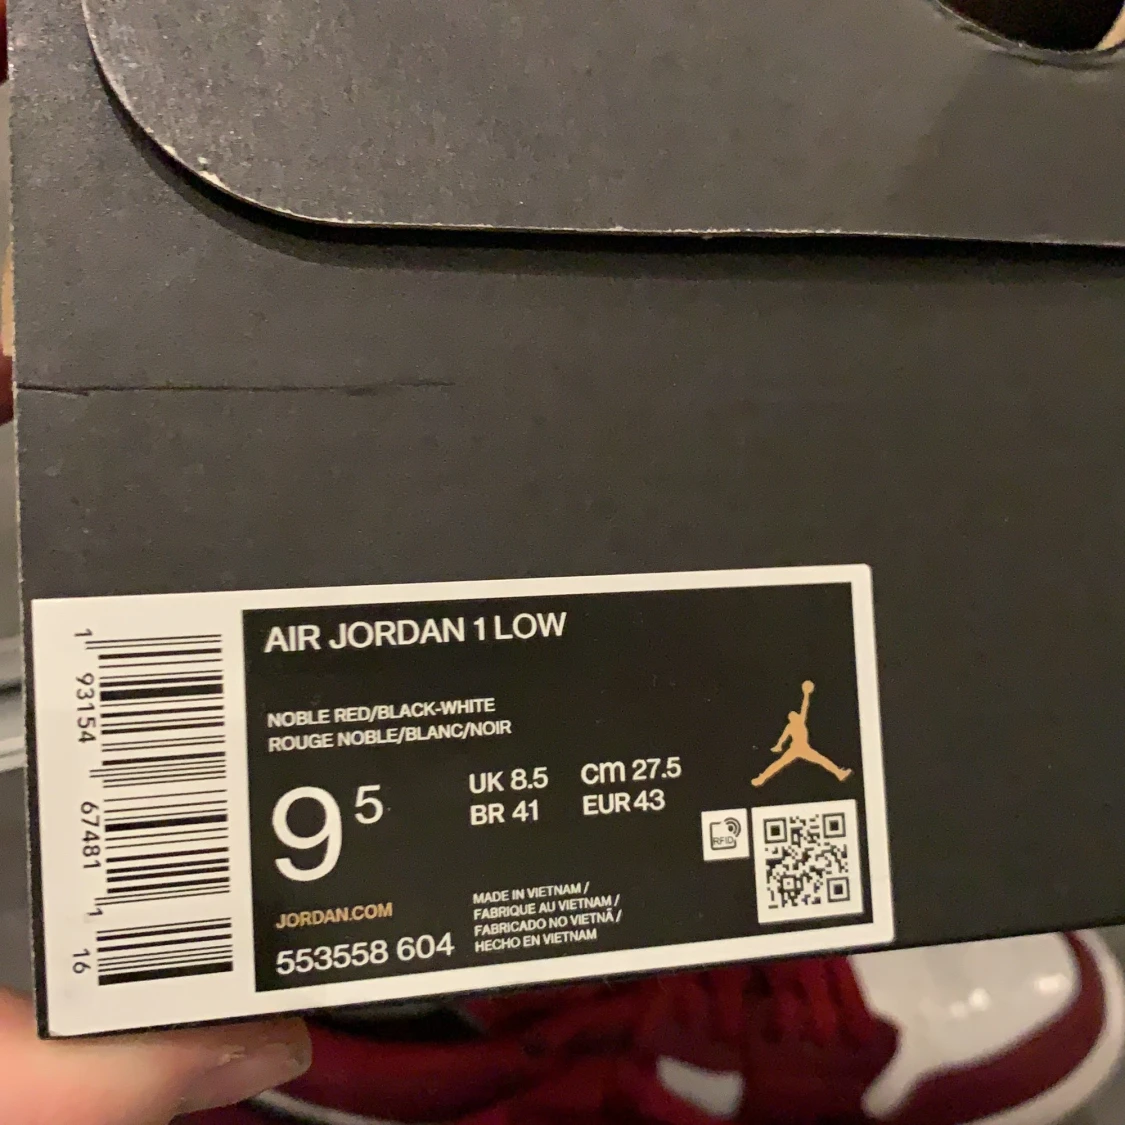 AIR JORDAN 1 LOW
NOBLE RED/BLACK-WHITE
ROUGE NOBLE/BLANC/NOIR
9 5
UK 8.5 cm 27.5
BR 41 EUR 43
RFID
JORDAN.COM
553558 604
MADE IN VIETNAM /
FABRIQUE AU VIETNAM /
FABRICADO NO VIETNÃ /
HECHO EN VIETNAM
1 93154 67481 1 16